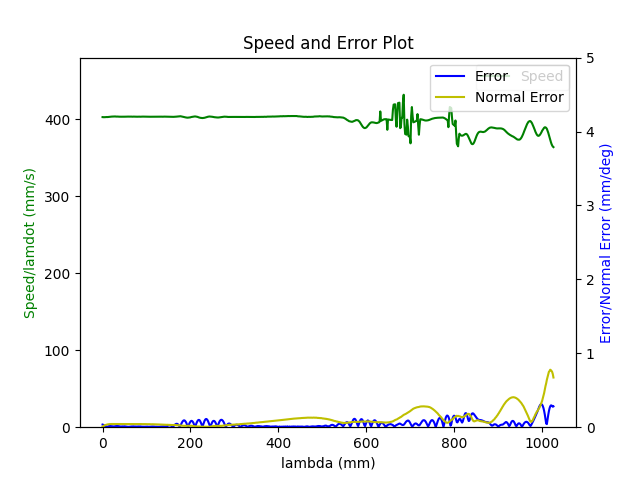 Speed and Error Plot
Error
Speed
Normal Error
Speed/lamdot (mm/s)
400
300
200
100
0
5
4
3
2
1
0
Error/Normal Error (mm/deg)
0
200
400
600
800
1000
lambda (mm)